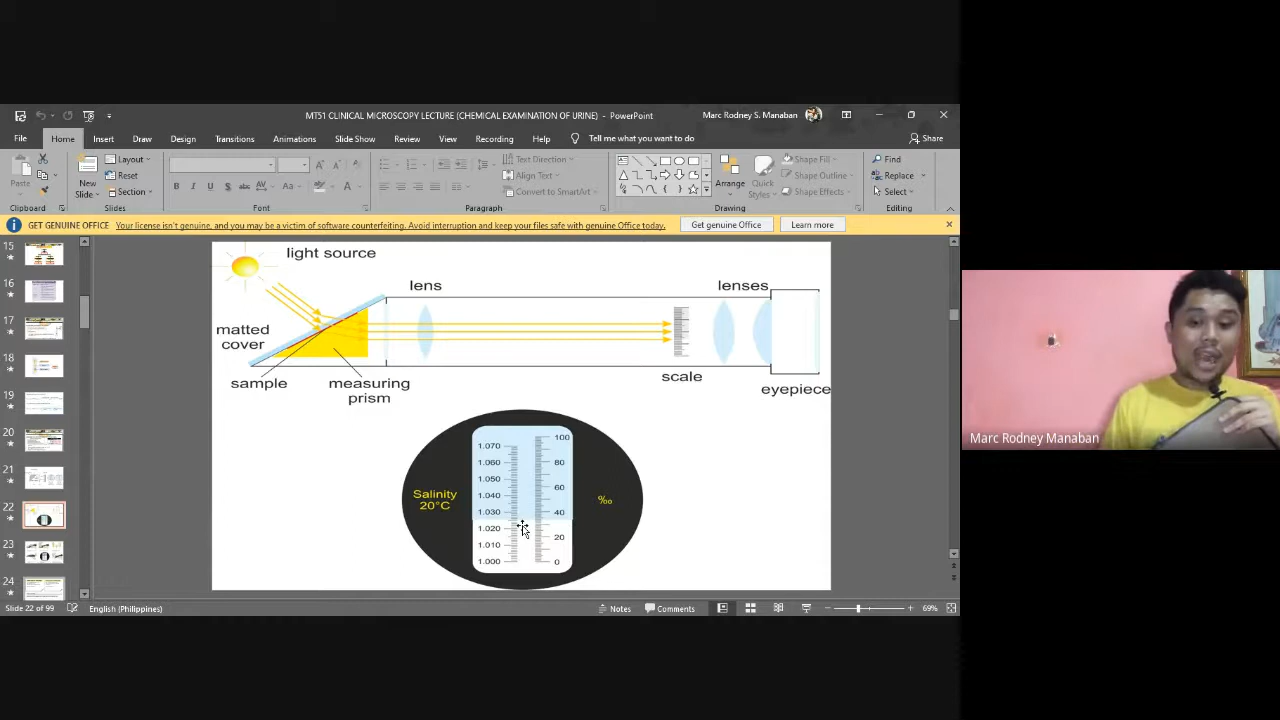 MT51 CLINICAL MICROSCOPY LECTURE (CHEMICAL EXAMINATION OF URINE) - PowerPoint
Marc Rodney S. Manaban
File Home Insert Draw Design Transitions Animations Slide Show Review View Recording Help Tell me what you want to do Share
Paste
New
Slide
Layout
Reset
Section
B I U S abc AV Aa A
Text Direction
Align Text
Convert to SmartArt
Arrange
Quick
Styles
Shape Fill
Shape Outline
Shape Effects
Find
Replace
Select
Clipboard Slides Font Paragraph Drawing Editing
GET GENUINE OFFICE Your license isn't genuine, and you may be a victim of software counterfeiting. Avoid interruption and keep your files safe with genuine Office today. Get genuine Office Learn more
15
16
17
18
19
20
21
22
23
24
light source
lens
lenses
matted
cover
sample
measuring
prism
scale
eyepiece
Salinity
20°C
1.070
1.060
1.050
1.040
1.030
1.020
1.010
1.000
100
80
60
40
20
0
‰
Marc Rodney Manaban
Slide 22 of 99 English (Philippines) Notes Comments 69%